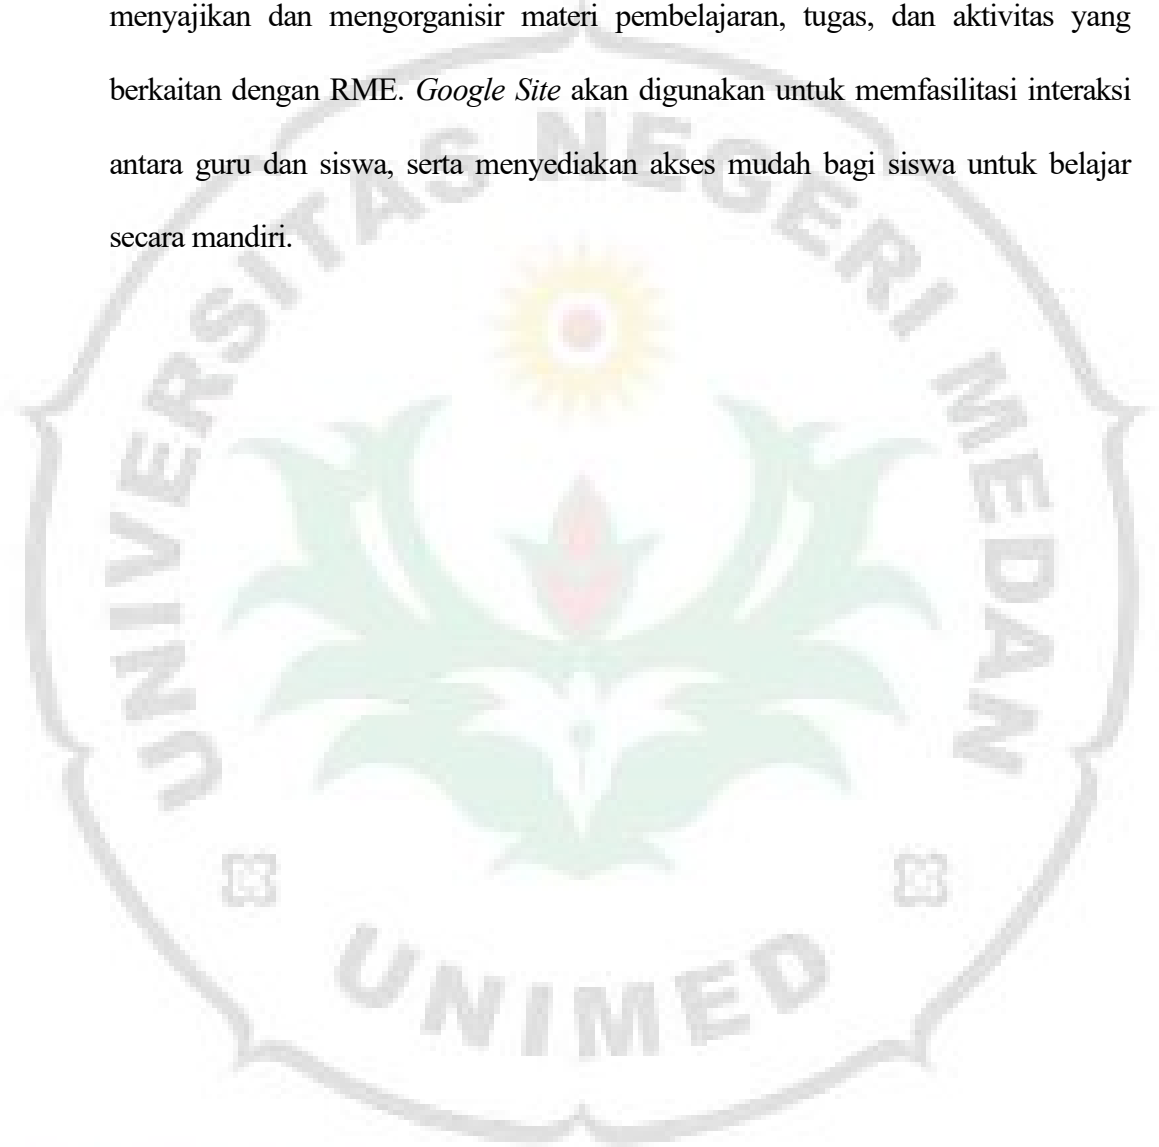 menyajikan dan mengorganisir materi pembelajaran, tugas, dan aktivitas yang
berkaitan dengan RME. Google Site akan digunakan untuk memfasilitasi interaksi
antara guru dan siswa, serta menyediakan akses mudah bagi siswa untuk belajar
secara mandiri.
UNIVERSITAS NEGERI MEDAN
UNIMED